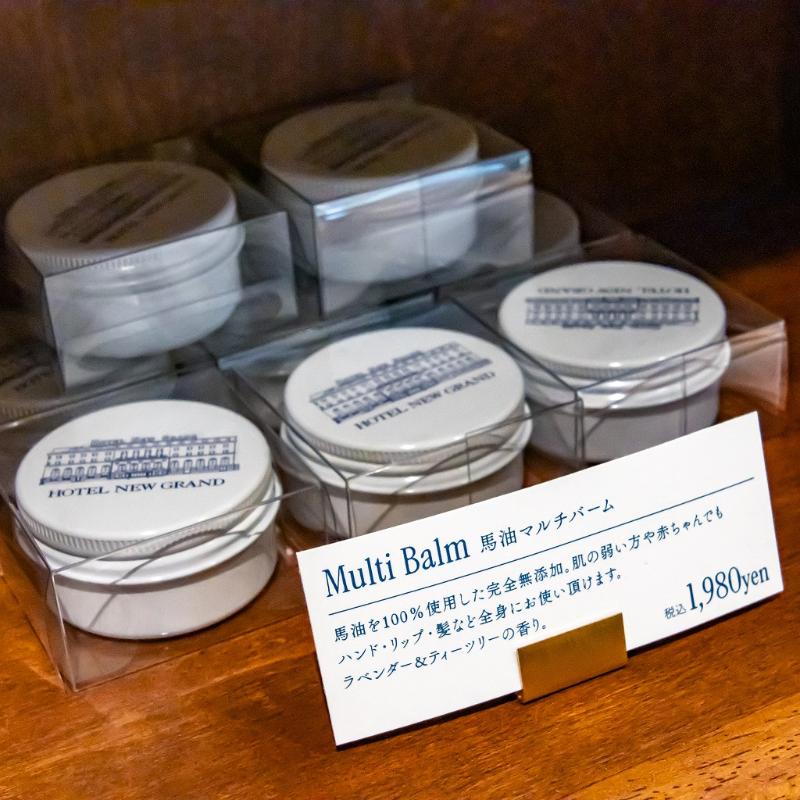 HOTEL NEW GRAND
HOTEL NEW GRAND
HOTEL NEW GRAND
Multi Balm 馬油マルチバーム
馬油を100%使用した完全無添加。肌の弱い方や赤ちゃんでも
ハンド・リップ・髪など全身にお使い頂けます。
ラベンダー&ティーツリーの香り。
税込1,980yen